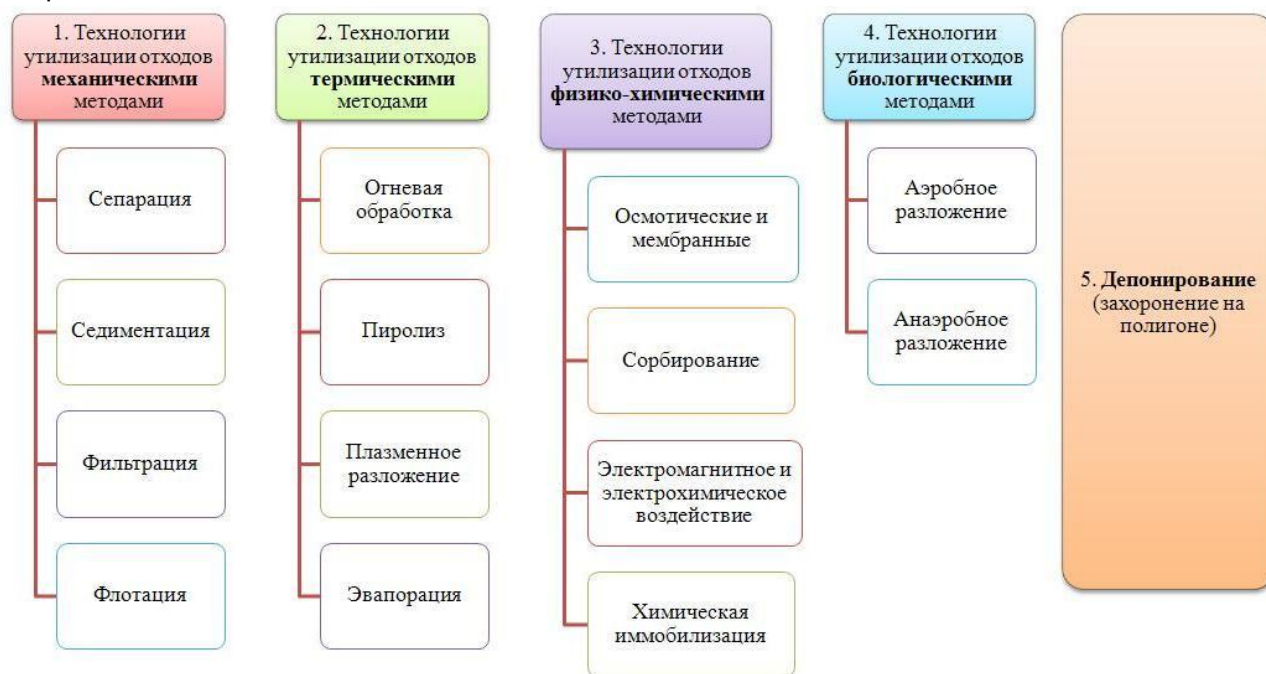 1. Технологии
утилизации отходов
механическими
методами
Сепарация
Седиментация
Фильтрация
Флотация
2. Технологии
утилизации отходов
термическими
методами
Огневая
обработка
Пиролиз
Плазменное
разложение
Эвапорация
3. Технологии
утилизации отходов
физико-химическими
методами
Осмотические и
мембранные
Сорбирование
Электромагнитное и
электрохимическое
воздействие
Химическая
иммобилизация
4. Технологии
утилизации отходов
биологическими
методами
Аэробное
разложение
Анаэробное
разложение
5. Депонирование
(захоронение на
полигоне)